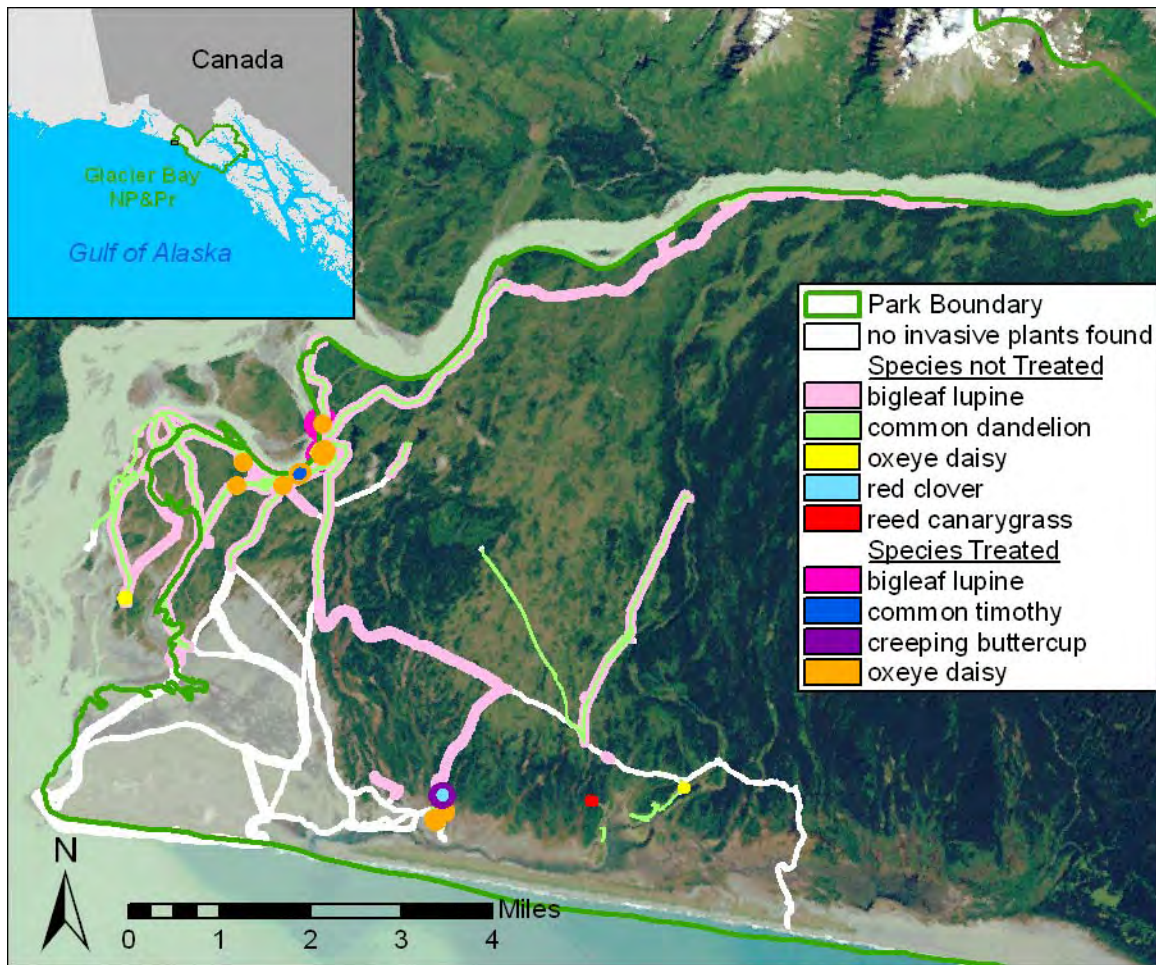 Canada
Glacier Bay
NP&Pr
Gulf of Alaska
Park Boundary
no invasive plants found
Species not Treated
bigleaf lupine
common dandelion
oxeye daisy
red clover
reed canarygrass
Species Treated
bigleaf lupine
common timothy
creeping buttercup
oxeye daisy
N
Miles
0 1 2 3 4